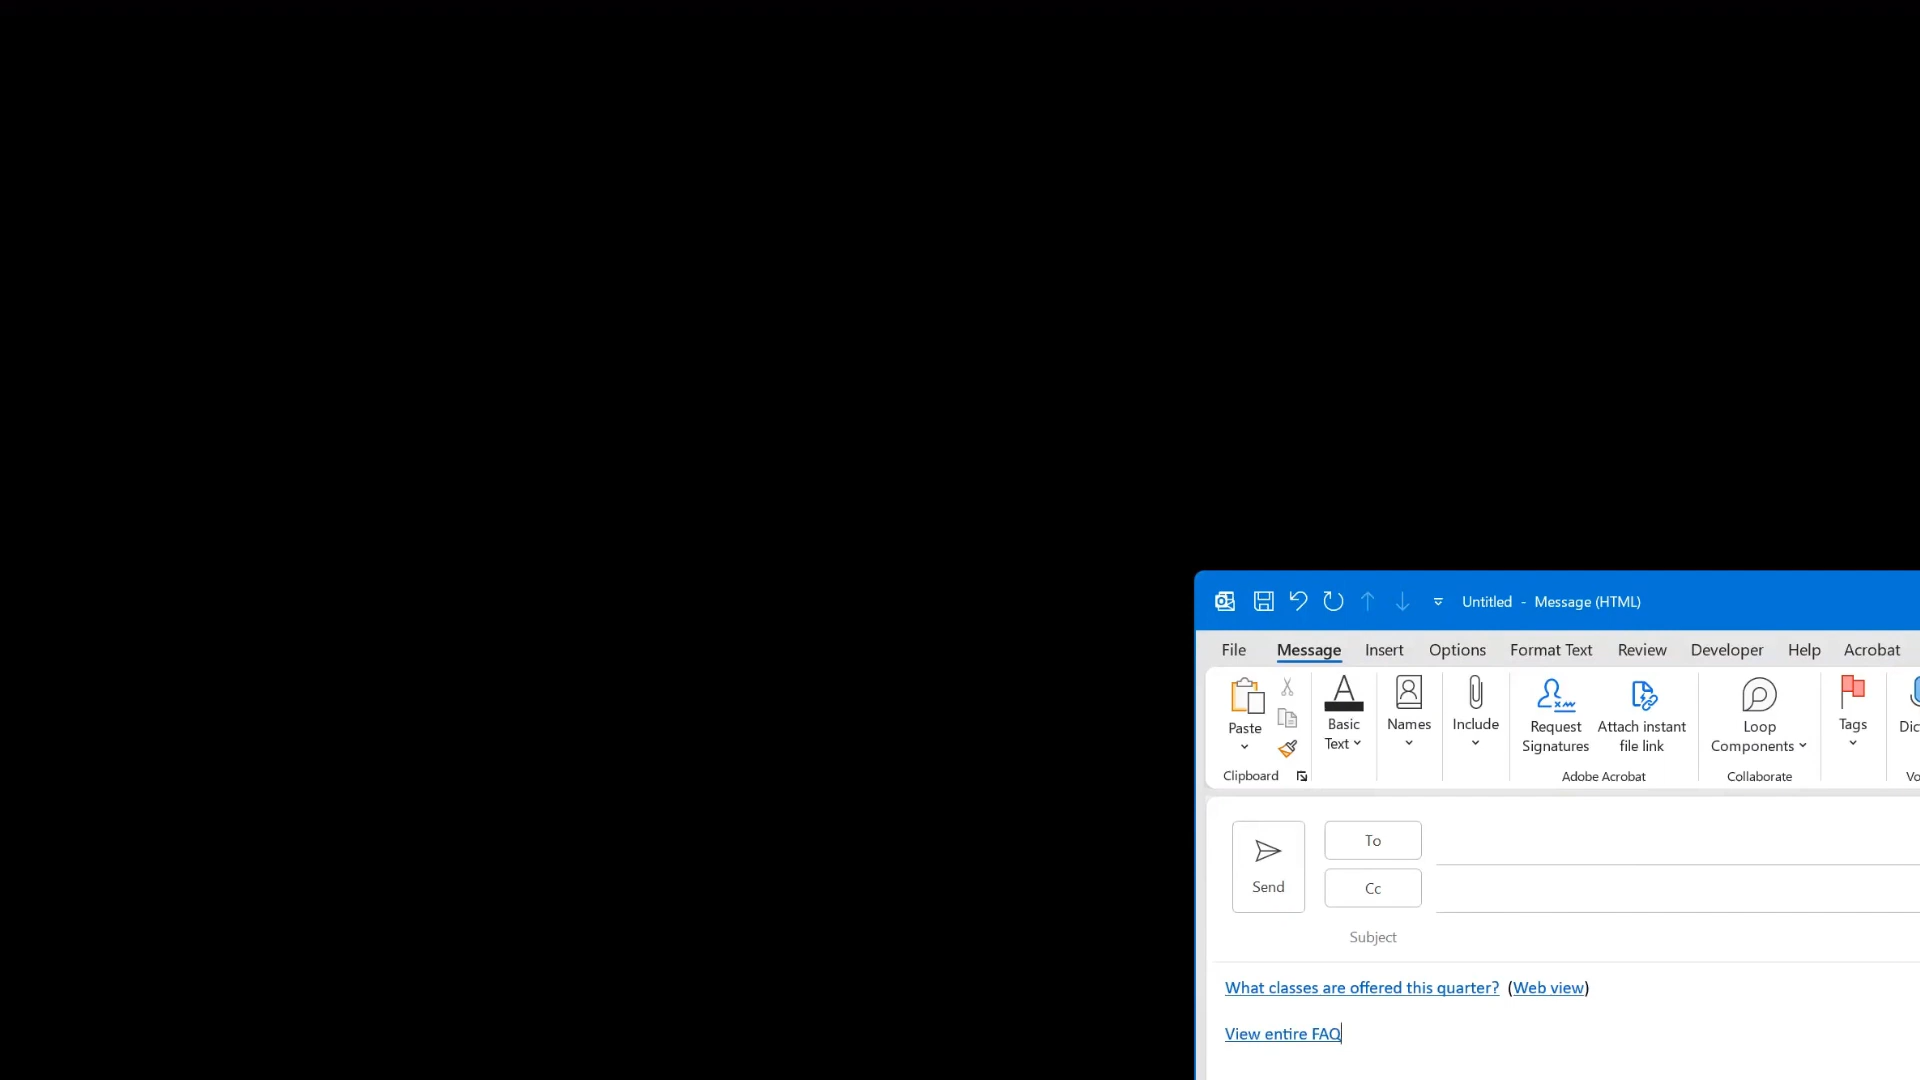 Untitled - Message (HTML)
File Message Insert Options Format Text Review Developer Help Acrobat
Paste
Basic Text
Names
Include
Request Signatures
Attach instant file link
Loop Components
Tags
Clipboard
Adobe Acrobat
Collaborate
Send
To
Cc
Subject
What classes are offered this quarter? (Web view)
View entire FAQ